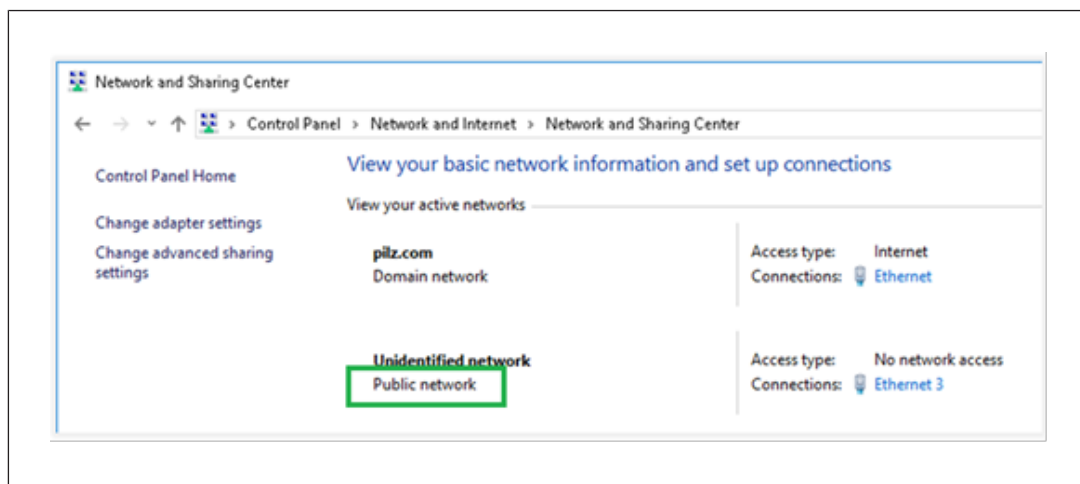 Network and Sharing Center
Control Panel > Network and Internet > Network and Sharing Center
Control Panel Home
Change adapter settings
Change advanced sharing
settings
View your basic network information and set up connections
View your active networks
pilz.com
Domain network
Access type: Internet
Connections: Ethernet
Unidentified network
Public network
Access type: No network access
Connections: Ethernet 3